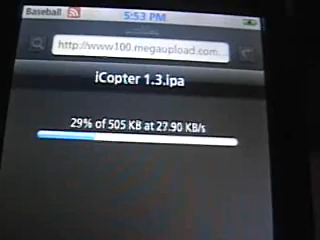 Baseball 5:53 PM
http://www100.megaupload.com...
iCopter 1.3.ipa
29% of 505 KB at 27.90 KB/s